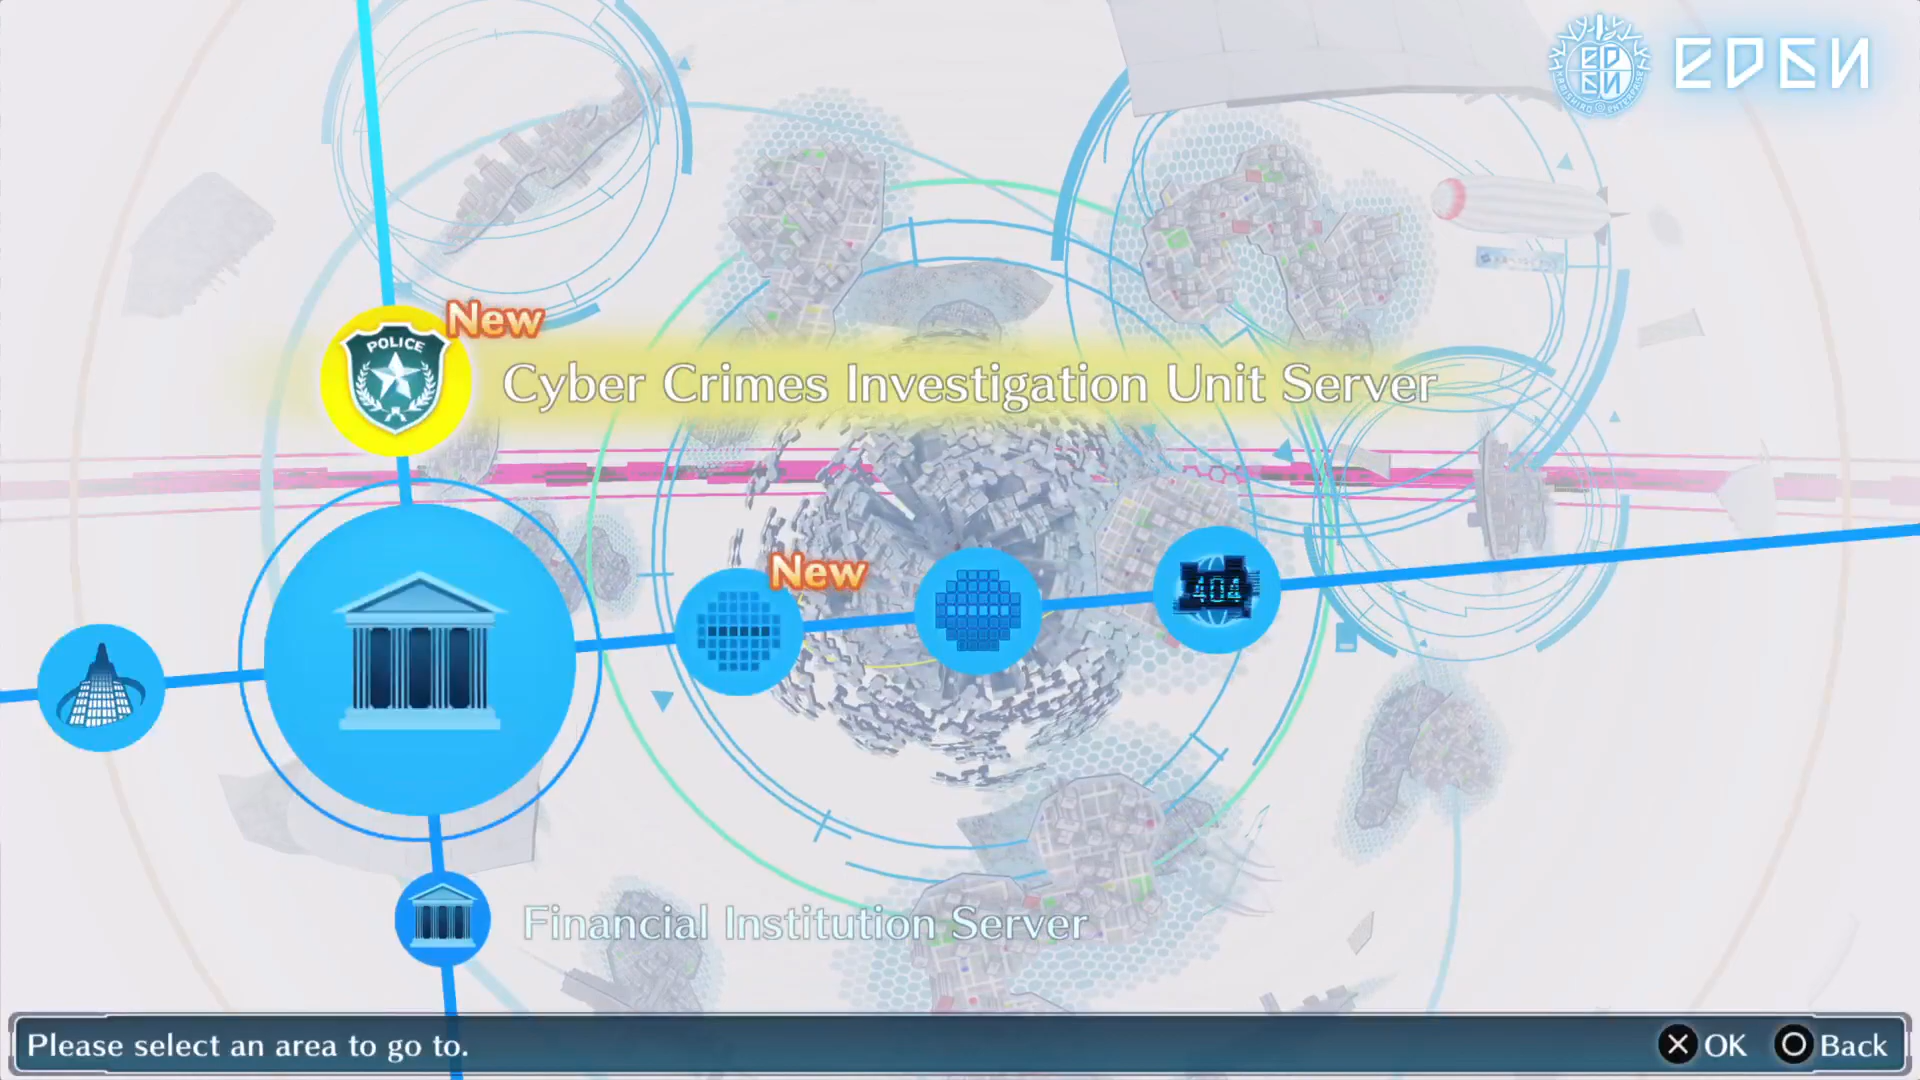 EDEN
New
POLICE
Cyber Crimes Investigation Unit Server
New
404
Financial Institution Server
Please select an area to go to.
OK
Back